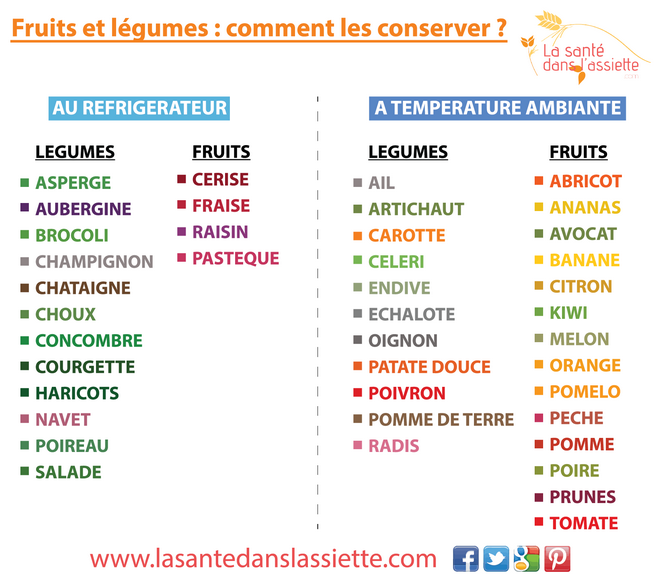 Fruits et légumes : comment les conserver ?
La santé
dans l'assiette
.com
AU REFRIGERATEUR
LEGUMES
ASPERGE
AUBERGINE
BROCOLI
CHAMPIGNON
CHATAIGNE
CHOUX
CONCOMBRE
COURGETTE
HARICOTS
NAVET
POIREAU
SALADE
FRUITS
CERISE
FRAISE
RAISIN
PASTEQUE
A TEMPERATURE AMBIANTE
LEGUMES
AIL
ARTICHAUT
CAROTTE
CELERI
ENDIVE
ECHALOTE
OIGNON
PATATE DOUCE
POIVRON
POMME DE TERRE
RADIS
FRUITS
ABRICOT
ANANAS
AVOCAT
BANANE
CITRON
KIWI
MELON
ORANGE
POMELO
PECHE
POMME
POIRE
PRUNES
TOMATE
www.lasantedanslassiette.com